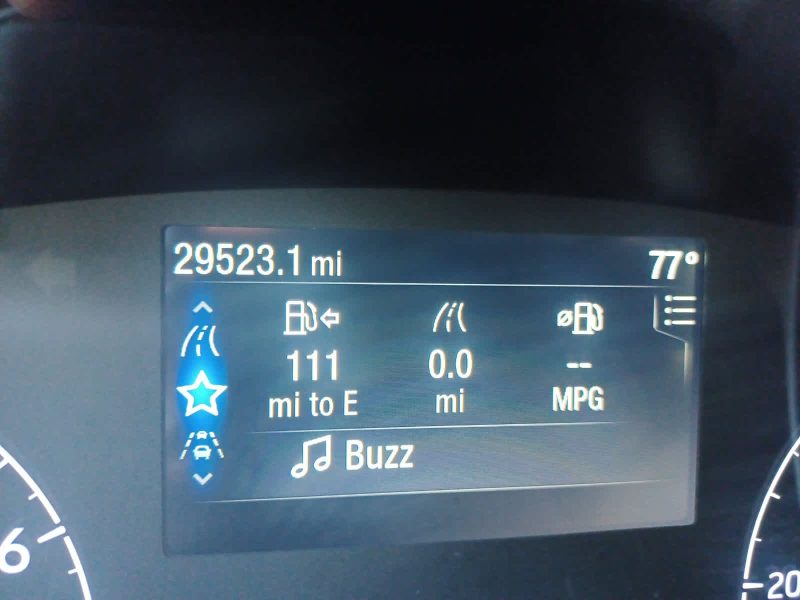 29523.1 mi 77°
111 0.0 --
mi to E mi MPG
Buzz
6 20